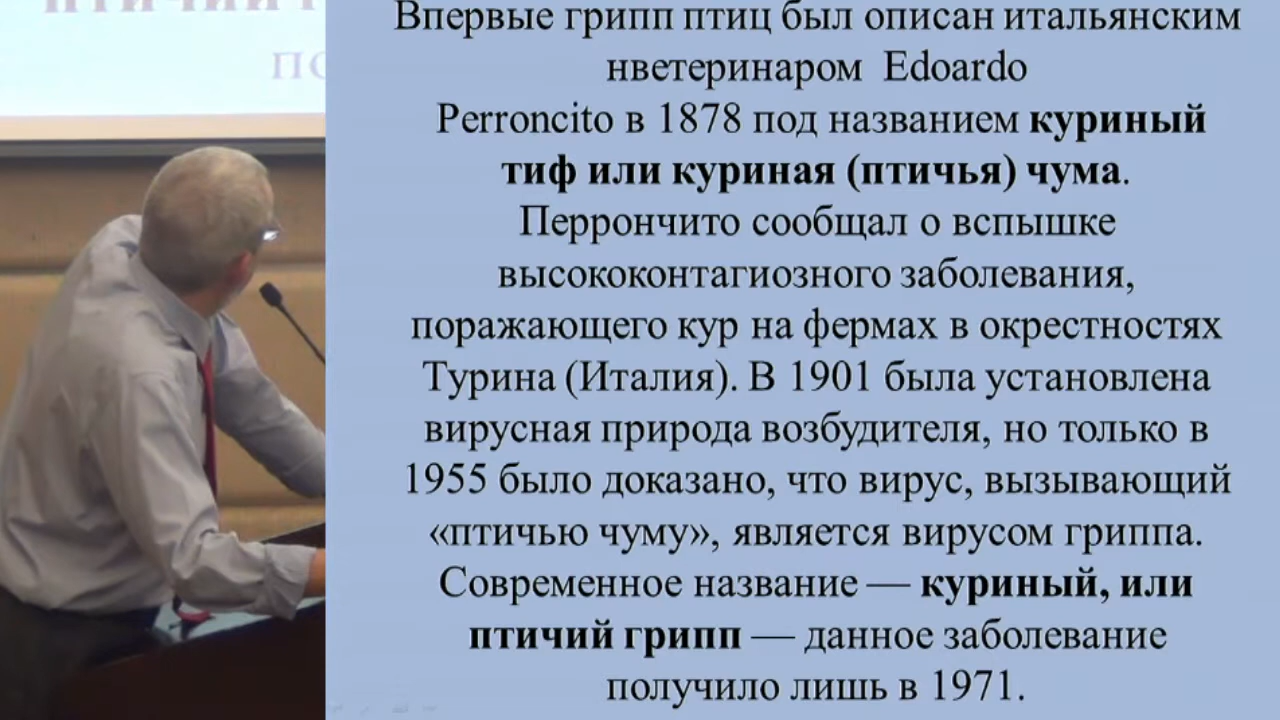 птичий г
по
Впервые грипп птиц был описан итальянским
нветеринаром Edoardo
Perroncito в 1878 под названием куриный
тиф или куриная (птичья) чума.
Перрончито сообщал о вспышке
высококонтагиозного заболевания,
поражающего кур на фермах в окрестностях
Турина (Италия). В 1901 была установлена
вирусная природа возбудителя, но только в
1955 было доказано, что вирус, вызывающий
«птичью чуму», является вирусом гриппа.
Современное название — куриный, или
птичий грипп — данное заболевание
получило лишь в 1971.